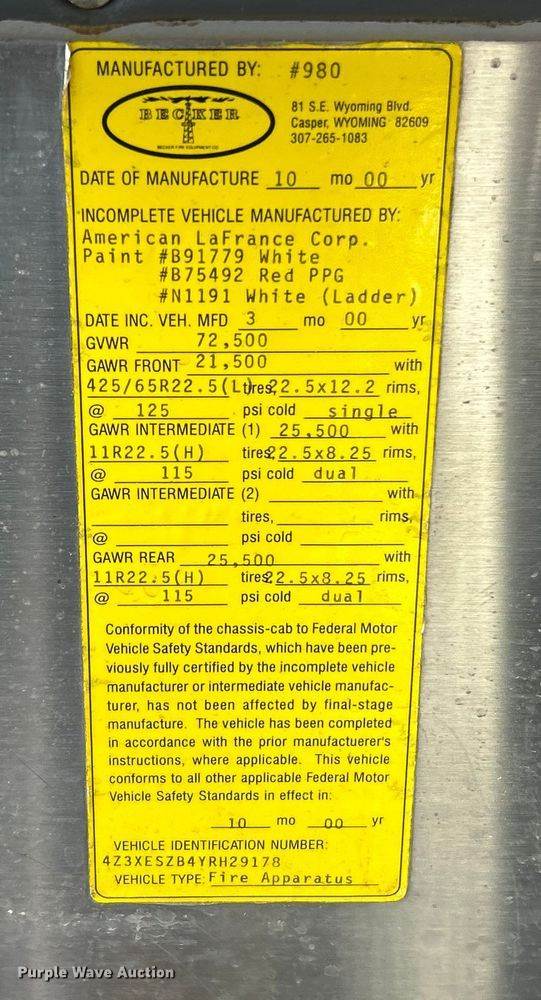 MANUFACTURED BY: #980
BECKER
BECKER FIRE EQUIPMENT CO
81 S.E. Wyoming Blvd.
Casper, WYOMING 82609
307-265-1083
DATE OF MANUFACTURE 10 mo 00 yr
INCOMPLETE VEHICLE MANUFACTURED BY:
American LaFrance Corp.
Paint #B91779 White
#B75492 Red PPG
#N1191 White (Ladder)
DATE INC. VEH. MFD 3 mo 00 yr
GVWR 72,500
GAWR FRONT 21,500 with
425/65R22.5(L) tires, 22.5x12.2 rims,
@ 125 psi cold single
GAWR INTERMEDIATE (1) 25,500 with
11R22.5(H) tires 22.5x8.25 rims,
@ 115 psi cold dual
GAWR INTERMEDIATE (2) with
tires, rims,
@ psi cold
GAWR REAR 25,500 with
11R22.5(H) tires 22.5x8.25 rims,
@ 115 psi cold dual
Conformity of the chassis-cab to Federal Motor
Vehicle Safety Standards, which have been pre-
viously fully certified by the incomplete vehicle
manufacturer or intermediate vehicle manufac-
turer, has not been affected by final-stage
manufacture. The vehicle has been completed
in accordance with the prior manufactuerer's
instructions, where applicable. This vehicle
conforms to all other applicable Federal Motor
Vehicle Safety Standards in effect in:
10 mo 00 yr
VEHICLE IDENTIFICATION NUMBER:
4Z3XESZB4YRH29178
VEHICLE TYPE: Fire Apparatus
Purple Wave Auction